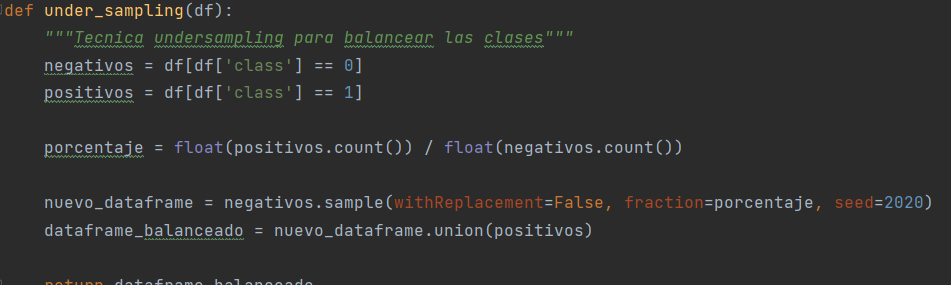 def under_sampling(df):
"""Tecnica undersampling para balancear las clases"""
negativos = df[df['class'] == 0]
positivos = df[df['class'] == 1]
porcentaje = float(positivos.count()) / float(negativos.count())
nuevo_dataframe = negativos.sample(withReplacement=False, fraction=porcentaje, seed=2020)
dataframe_balanceado = nuevo_dataframe.union(positivos)
return dataframe_balanceado